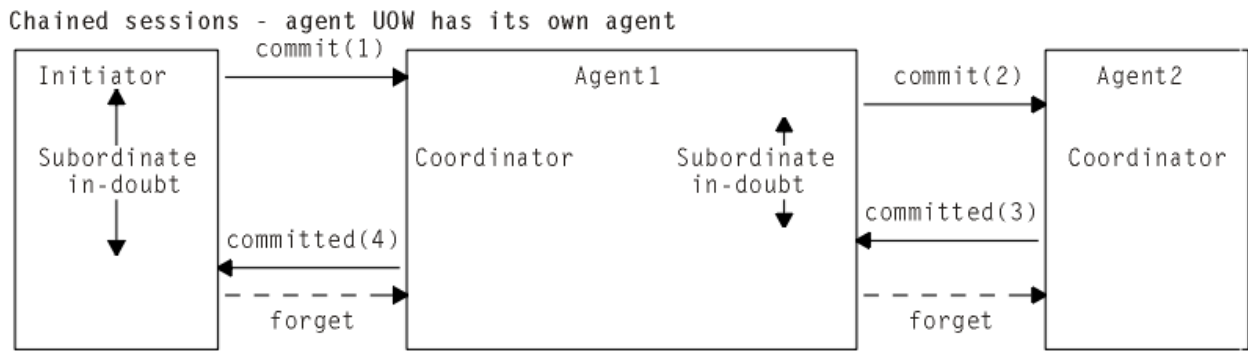 Chained sessions - agent UOW has its own agent
commit(1)
Initiator
Agent1
commit(2)
Agent2
Subordinate
in-doubt
Coordinator
Subordinate
in-doubt
Coordinator
committed(3)
committed(4)
forget
forget